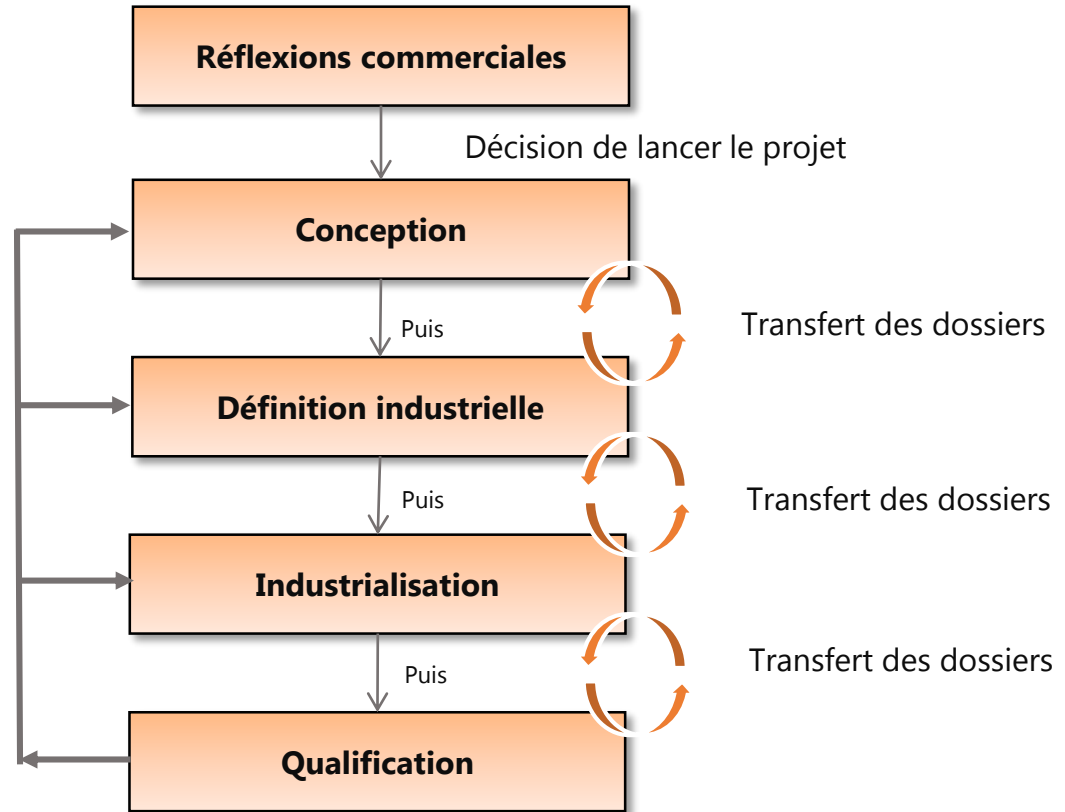 Réflexions commerciales
Décision de lancer le projet
Conception
Puis
Transfert des dossiers
Définition industrielle
Puis
Transfert des dossiers
Industrialisation
Puis
Transfert des dossiers
Qualification